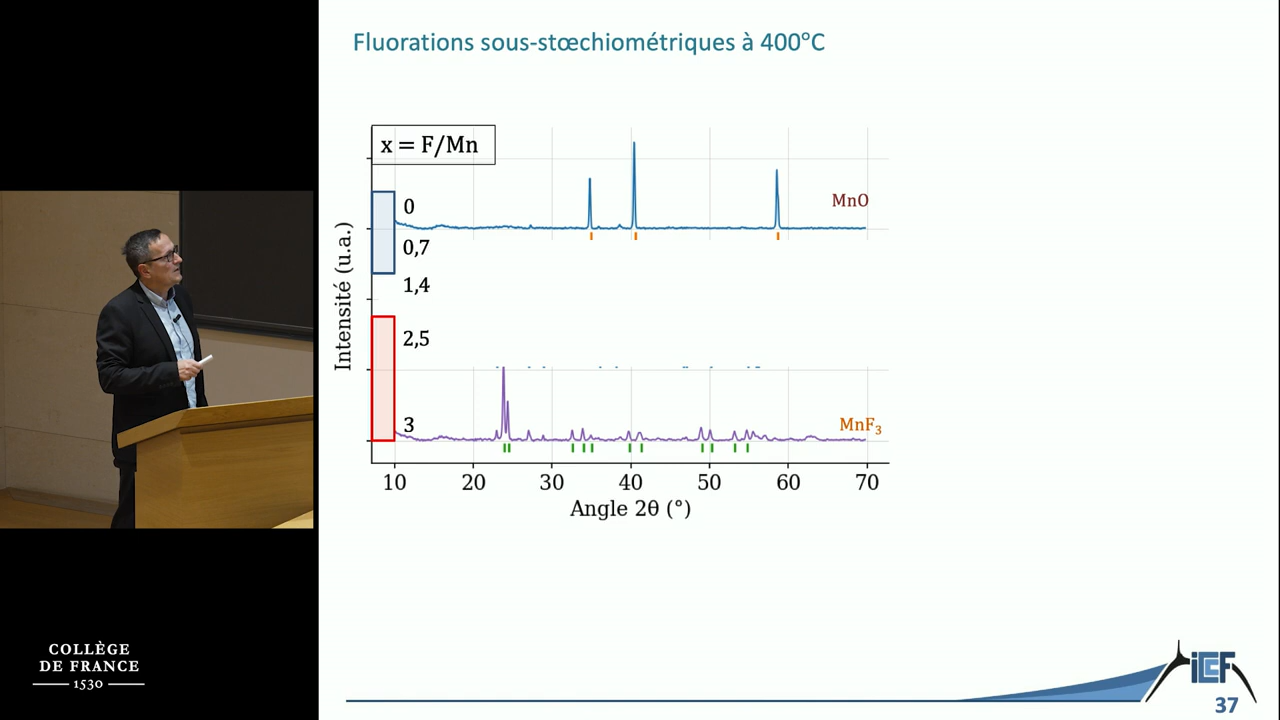 Fluorations sous-stœchiométriques à 400°C
x = F/Mn
0
0,7
1,4
2,5
3
MnO
MnF₃
Intensité (u.a.)
10 20 30 40 50 60 70
Angle 2θ (°)
COLLÈGE
DE FRANCE
1530
iCCF
37